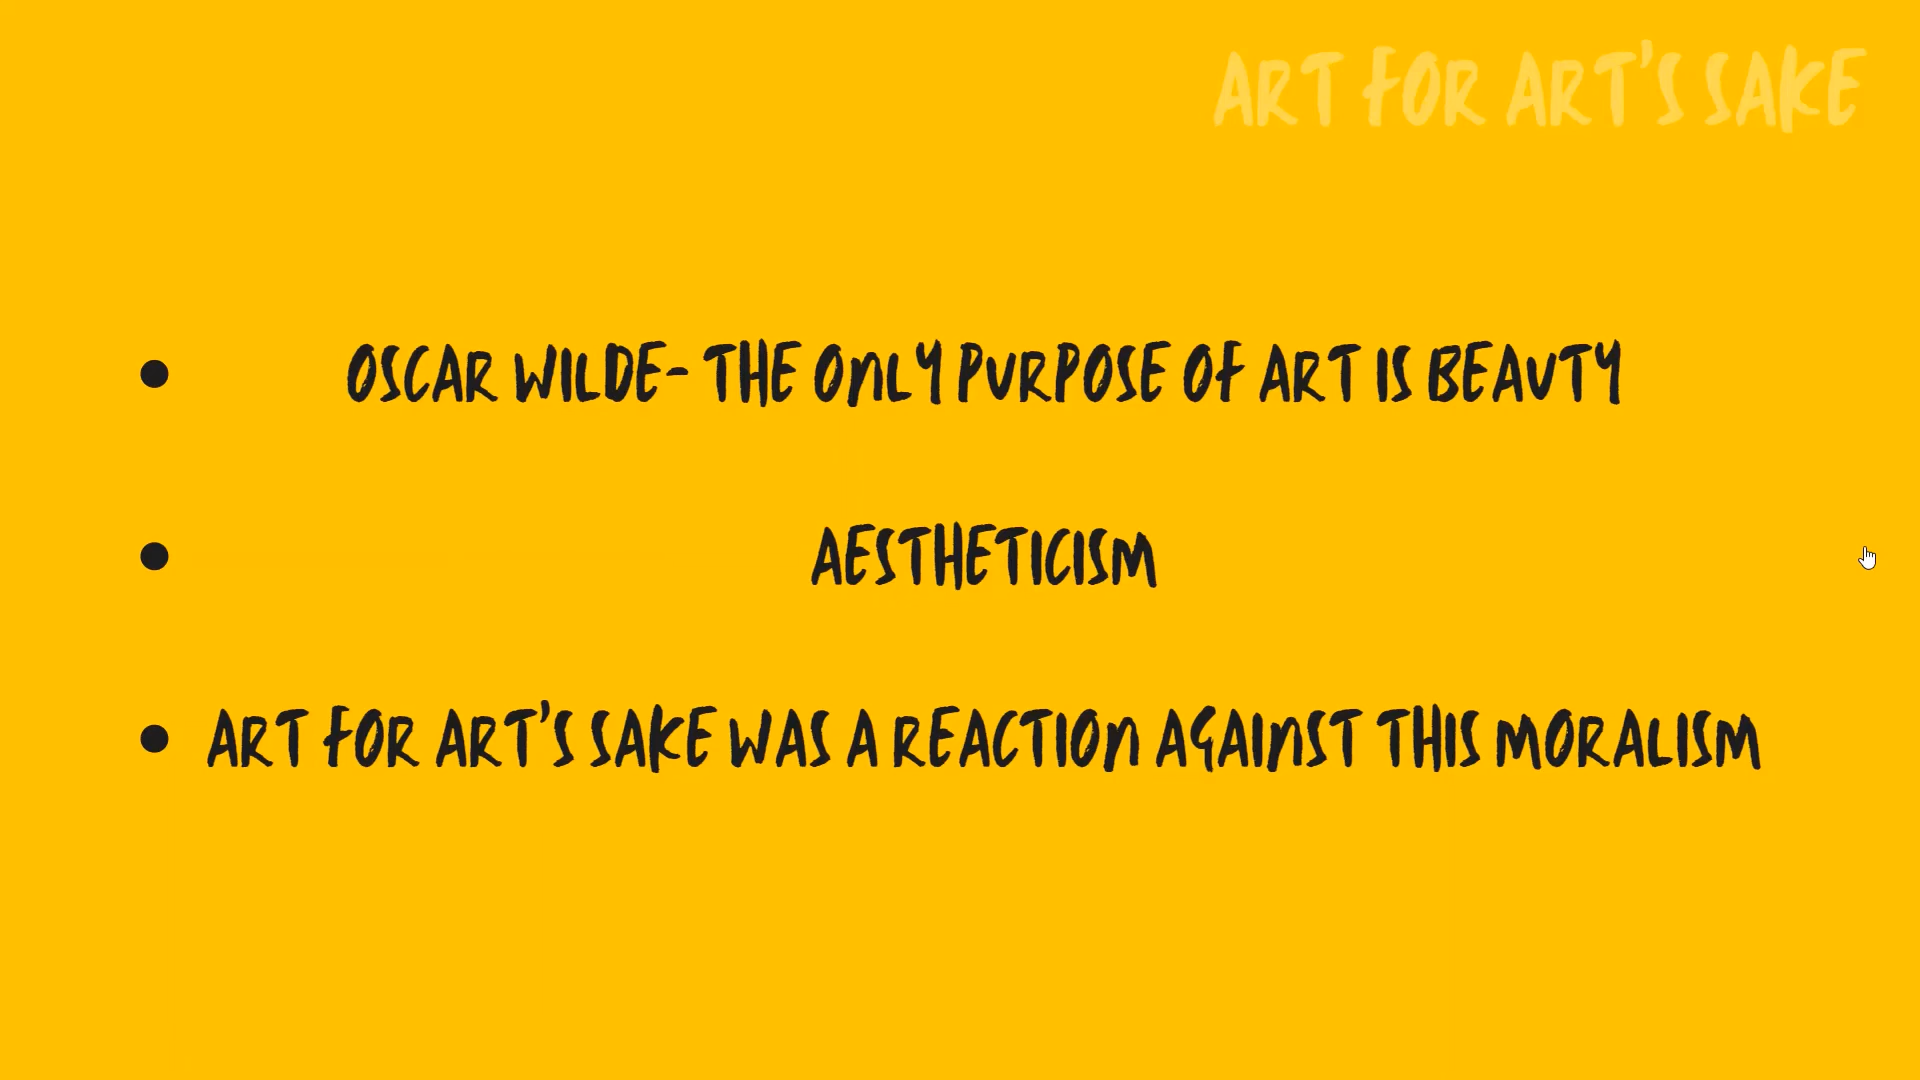 ART FOR ART'S SAKE
• OSCAR WILDE- THE ONLY PURPOSE OF ART IS BEAUTY
• AESTHETICISM
• ART FOR ART'S SAKE WAS A REACTION AGAINST THIS MORALISM